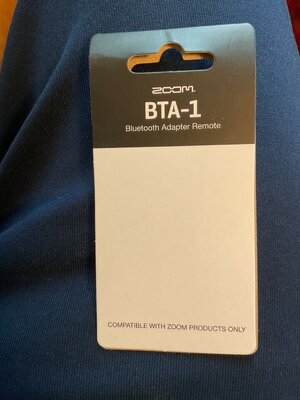 ZOOM
BTA-1
Bluetooth Adapter Remote
COMPATIBLE WITH ZOOM PRODUCTS ONLY